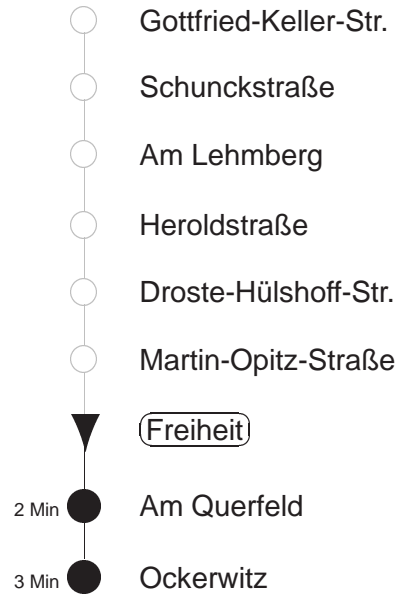 Gottfried-Keller-Str.
Schunckstraße
Am Lehmberg
Heroldstraße
Droste-Hülshoff-Str.
Martin-Opitz-Straße
Freiheit
2 Min Am Querfeld
3 Min Ockerwitz